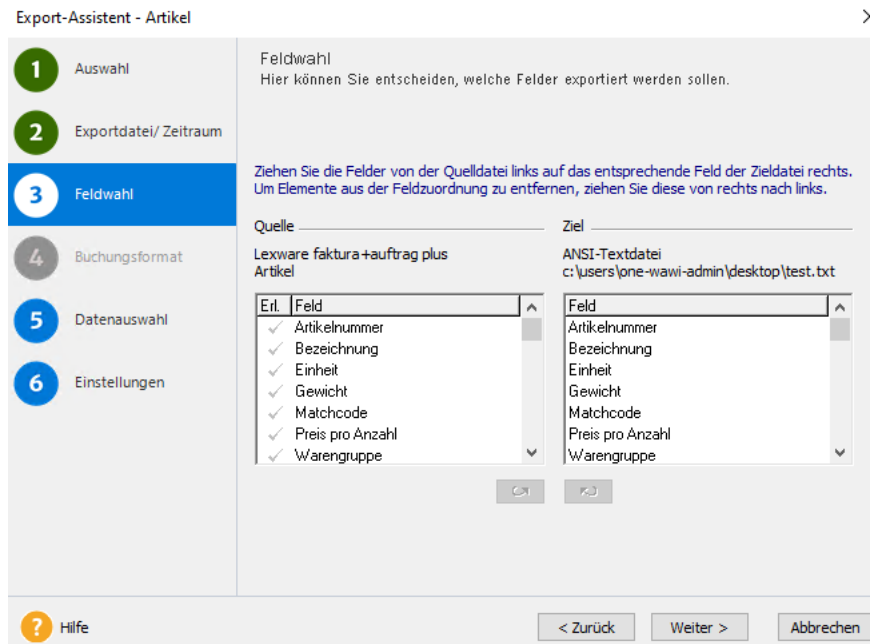 Export-Assistent - Artikel
1 Auswahl
2 Exportdatei/ Zeitraum
3 Feldwahl
4 Buchungsformat
5 Datenauswahl
6 Einstellungen
Feldwahl
Hier können Sie entscheiden, welche Felder exportiert werden sollen.
Ziehen Sie die Felder von der Quelldatei links auf das entsprechende Feld der Zieldatei rechts.
Um Elemente aus der Feldzuordnung zu entfernen, ziehen Sie diese von rechts nach links.
Quelle
Lexware faktura+auftrag plus
Artikel
Erl. Feld
Artikelnummer
Bezeichnung
Einheit
Gewicht
Matchcode
Preis pro Anzahl
Warengruppe
Ziel
ANSI-Textdatei
c:\users\one-wawi-admin\desktop\test.txt
Feld
Artikelnummer
Bezeichnung
Einheit
Gewicht
Matchcode
Preis pro Anzahl
Warengruppe
? Hilfe
< Zurück
Weiter >
Abbrechen